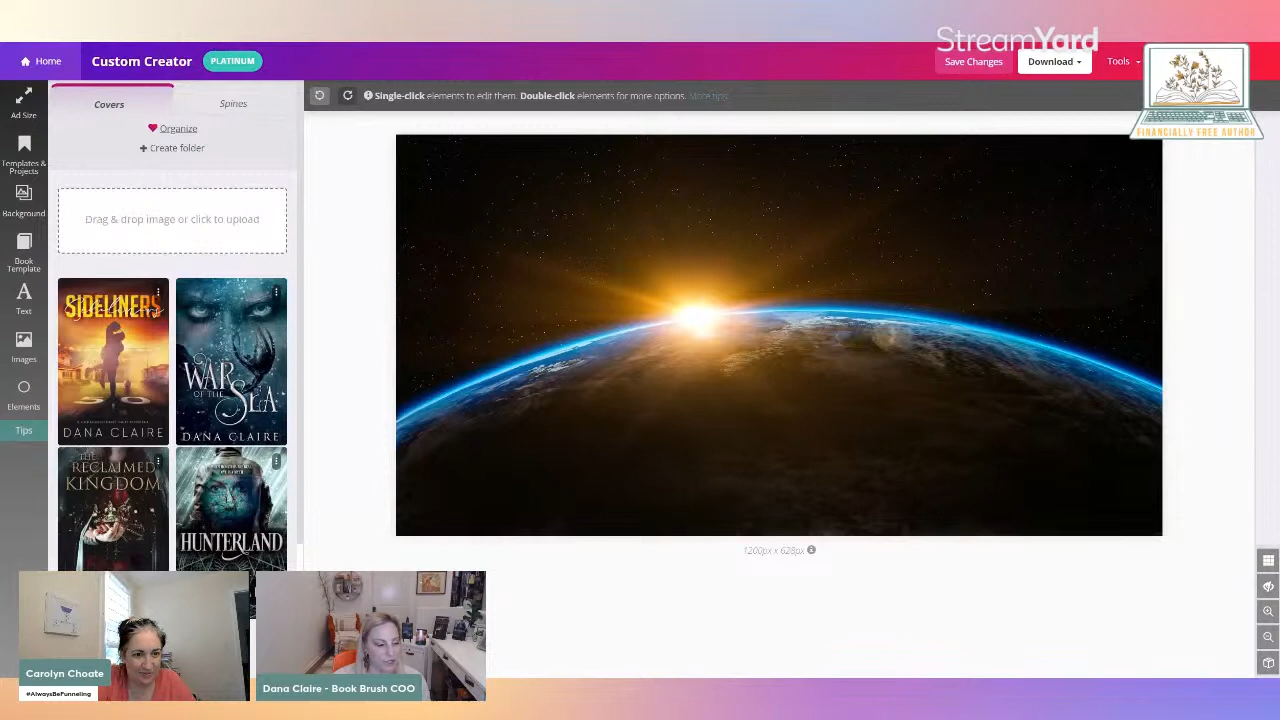 StreamYard
Home
Custom Creator
PLATINUM
Save Changes
Download
Tools
FINANCIALLY FREE AUTHOR
Ad Size
Templates &
Projects
Background
Book
Template
Text
Images
Elements
Tips
Covers
Spines
Organize
+ Create folder
Drag & drop image or click to upload
Single-click elements to edit them. Double-click elements for more options. More tips.
SIDELINERS
DANA CLAIRE
WAR
OF THE
SEA
DANA CLAIRE
THE
RECLAIMED
KINGDOM
HUNTERLAND
1200px x 628px
Carolyn Choate
#AlwaysBeFunneling
Dana Claire - Book Brush COO